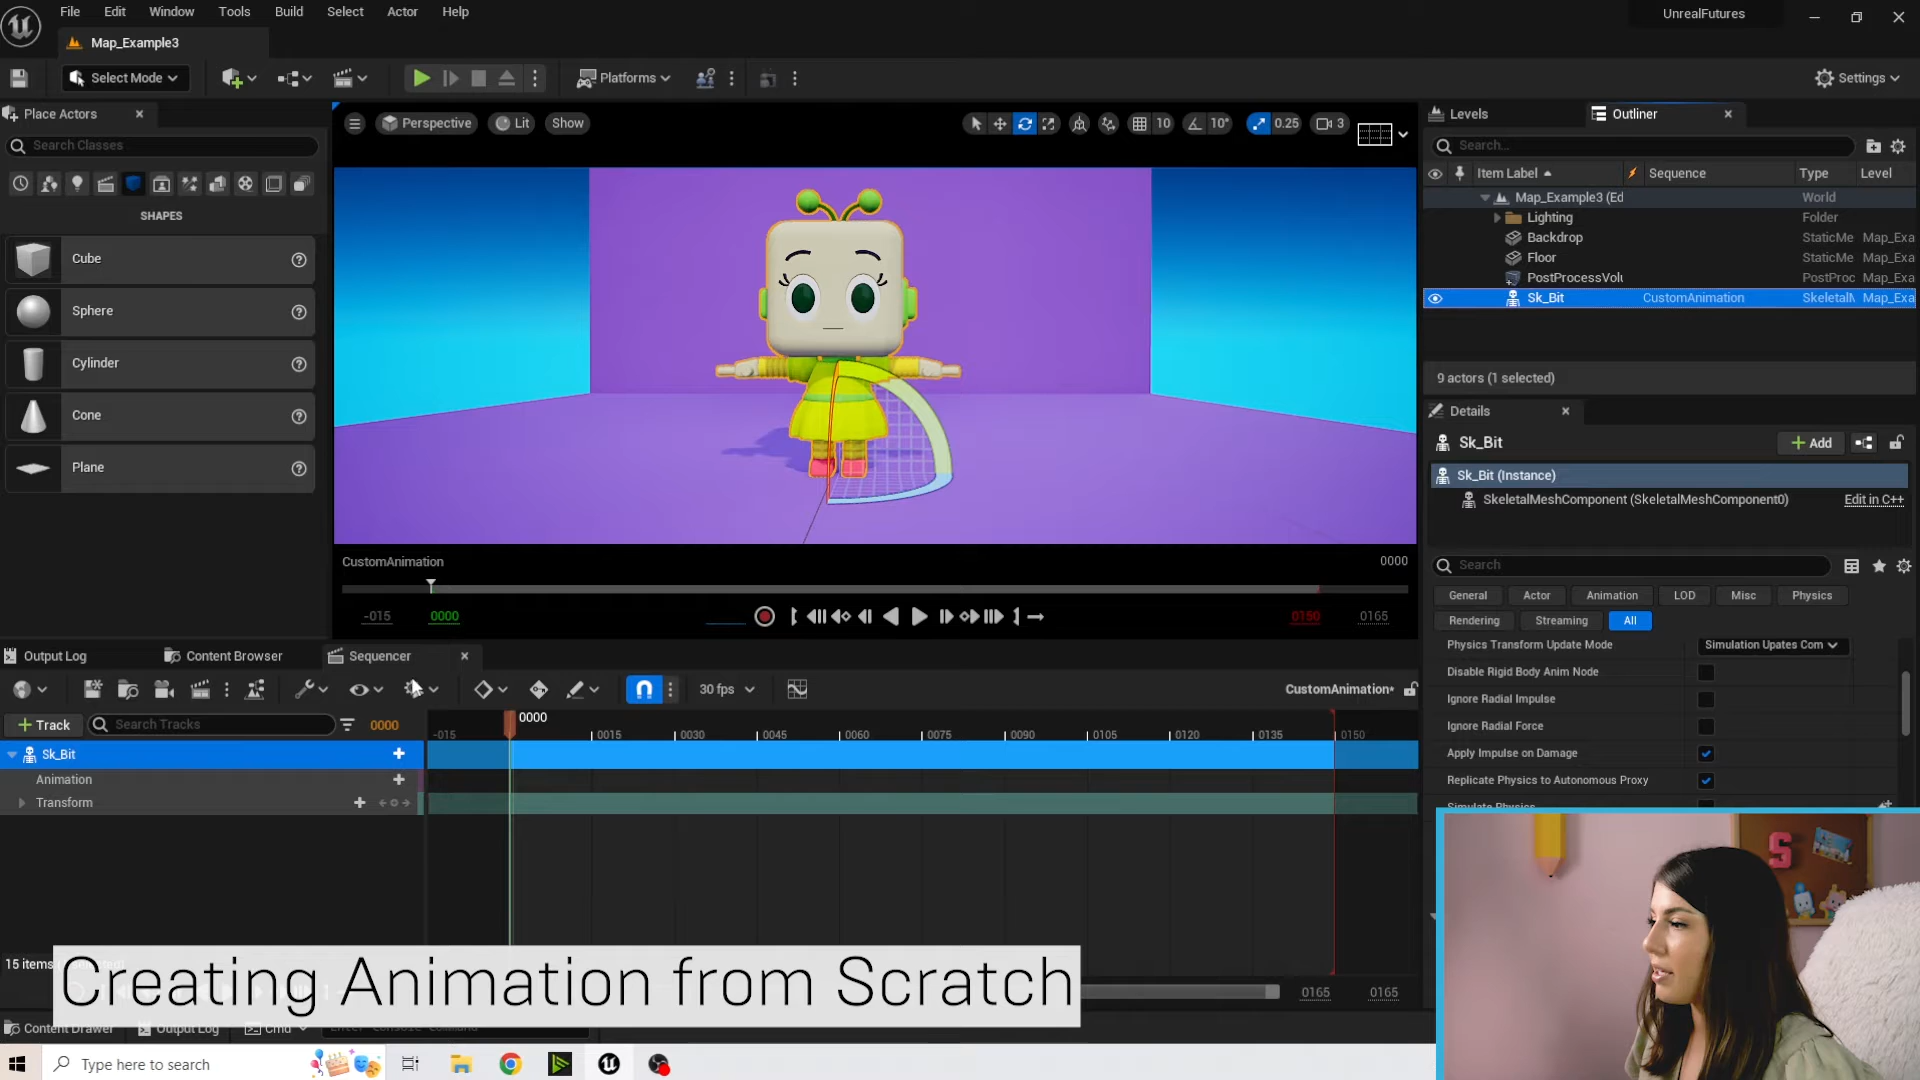 File Edit Window Tools Build Select Actor Help
UnrealFutures
Map_Example3
Select Mode
Platforms
Settings
Place Actors
Search Classes
SHAPES
Cube
Sphere
Cylinder
Cone
Plane
Perspective Lit Show
10 10° 0.25 3
CustomAnimation 0000
-015 0000 0150 0165
Levels Outliner
Search...
Item Label Sequence Type Level
Map_Example3 (Ed World
Lighting Folder
Backdrop StaticMe Map_Exa
Floor StaticMe Map_Exa
PostProcessVolu PostProc Map_Exa
Sk_Bit CustomAnimation SkeletalM Map_Exa
9 actors (1 selected)
Details
Sk_Bit + Add
Sk_Bit (Instance)
SkeletalMeshComponent (SkeletalMeshComponent0) Edit in C++
Search
General Actor Animation LOD Misc Physics
Rendering Streaming All
Physics Transform Update Mode Simulation Upates Com
Disable Rigid Body Anim Node
Ignore Radial Impulse
Ignore Radial Force
Apply Impulse on Damage
Replicate Physics to Autonomous Proxy
Simulate Physics
Output Log Content Browser Sequencer
30 fps CustomAnimation*
+ Track Search Tracks 0000
0000
-015 0015 0030 0045 0060 0075 0090 0105 0120 0135 0150
Sk_Bit
Animation
Transform
15 items
Creating Animation from Scratch
0165 0165
Content Drawer Output Log Cmd Enter Console Command
Type here to search
S